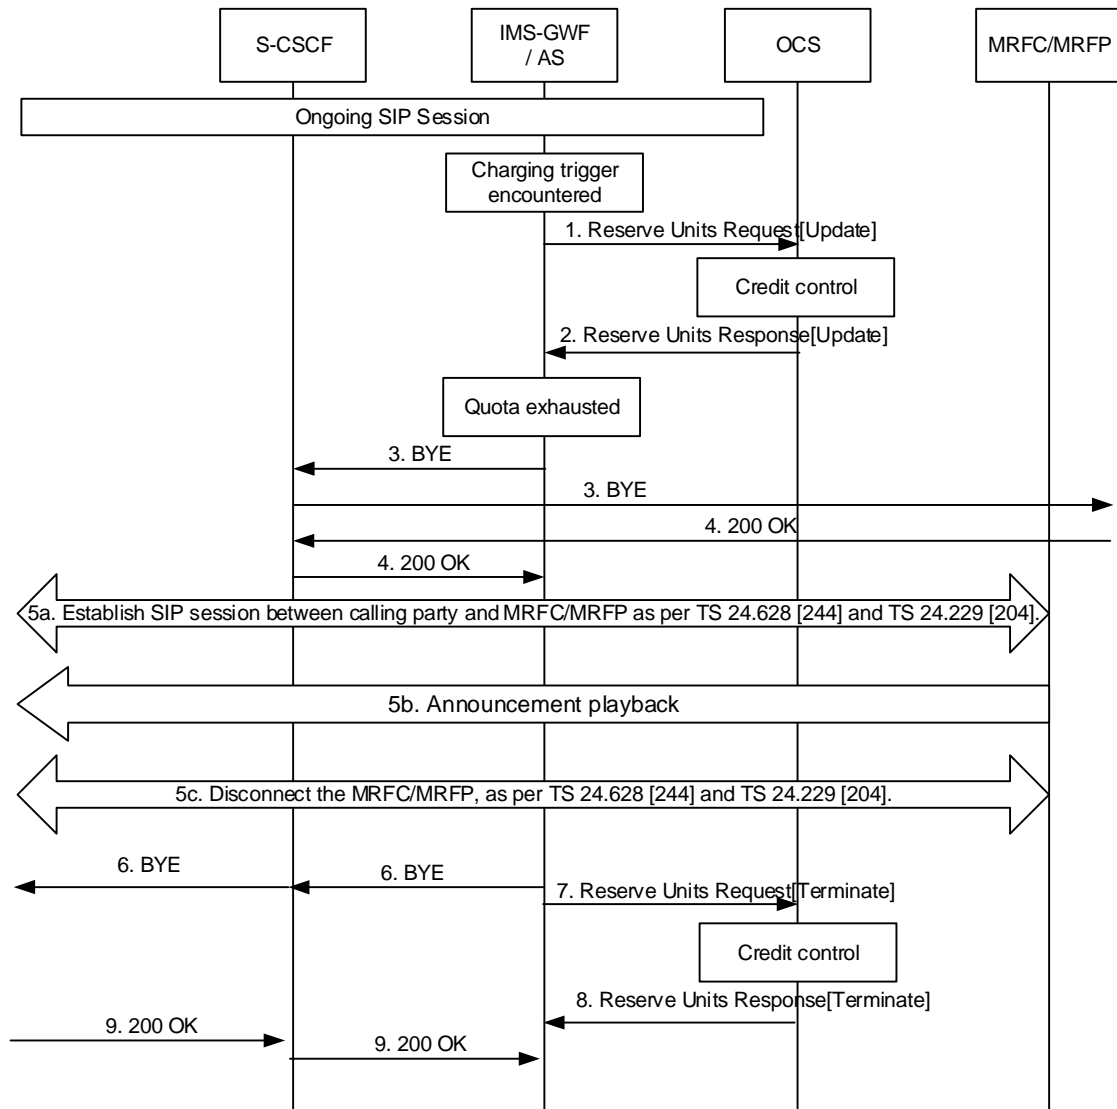 S-CSCF
IMS-GWF
/ AS
OCS
MRFC/MRFP
Ongoing SIP Session
Charging trigger
encountered
1. Reserve Units Request[Update]
Credit control
2. Reserve Units Response[Update]
Quota exhausted
3. BYE
3. BYE
4. 200 OK
4. 200 OK
5a. Establish SIP session between calling party and MRFC/MRFP as per TS 24.628 [244] and TS 24.229 [204].
5b. Announcement playback
5c. Disconnect the MRFC/MRFP, as per TS 24.628 [244] and TS 24.229 [204].
6. BYE
6. BYE
7. Reserve Units Request[Terminate]
Credit control
8. Reserve Units Response[Terminate]
9. 200 OK
9. 200 OK